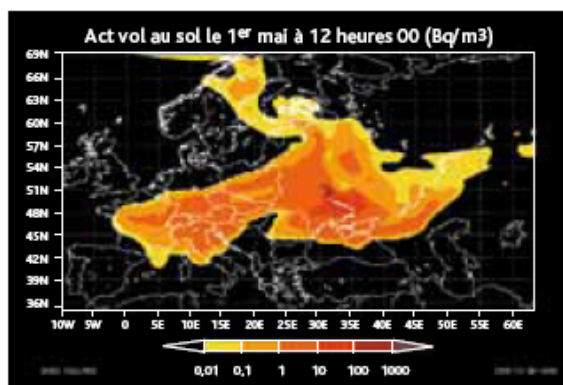 Act vol au sol le 1er mai à 12 heures 00 (Bq/m3)
69N
66N
63N
60N
57N
54N
51N
48N
45N
42N
39N
36N
10W 5W 0 5E 10E 15E 20E 25E 30E 35E 40E 45E 50E 55E 60E
0,01 0,1 1 10 100 1000